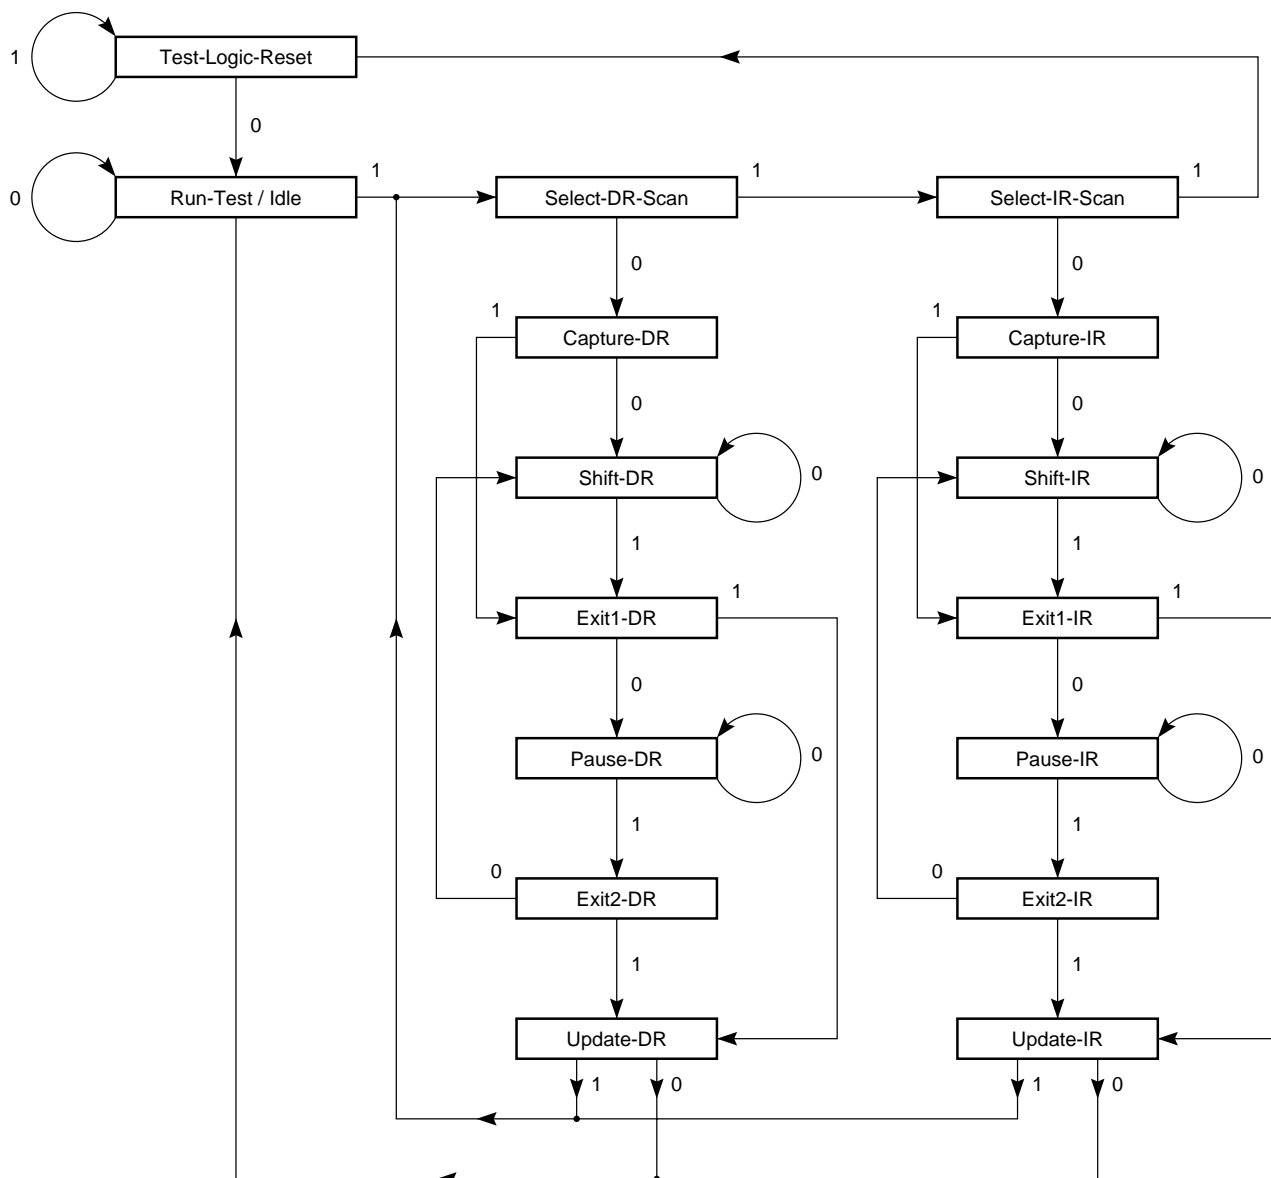 1
Test-Logic-Reset
0
0
Run-Test / Idle
1
Select-DR-Scan
1
Select-IR-Scan
1
0
0
1
Capture-DR
1
Capture-IR
0
0
Shift-DR
0
Shift-IR
0
1
1
Exit1-DR
1
Exit1-IR
1
0
0
Pause-DR
0
Pause-IR
0
1
1
0
Exit2-DR
0
Exit2-IR
1
1
Update-DR
Update-IR
1
0
1
0